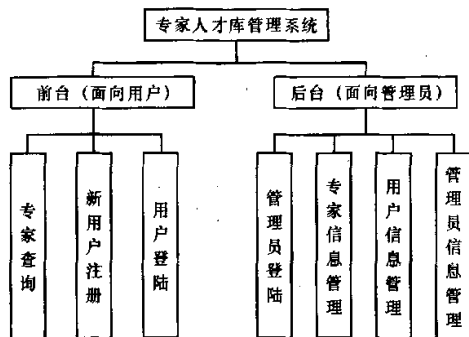 专家人才库管理系统
前台（面向用户）
后台（面向管理员）
专家查询
新用户注册
用户登陆
管理员登陆
专家信息管理
用户信息管理
管理员信息管理